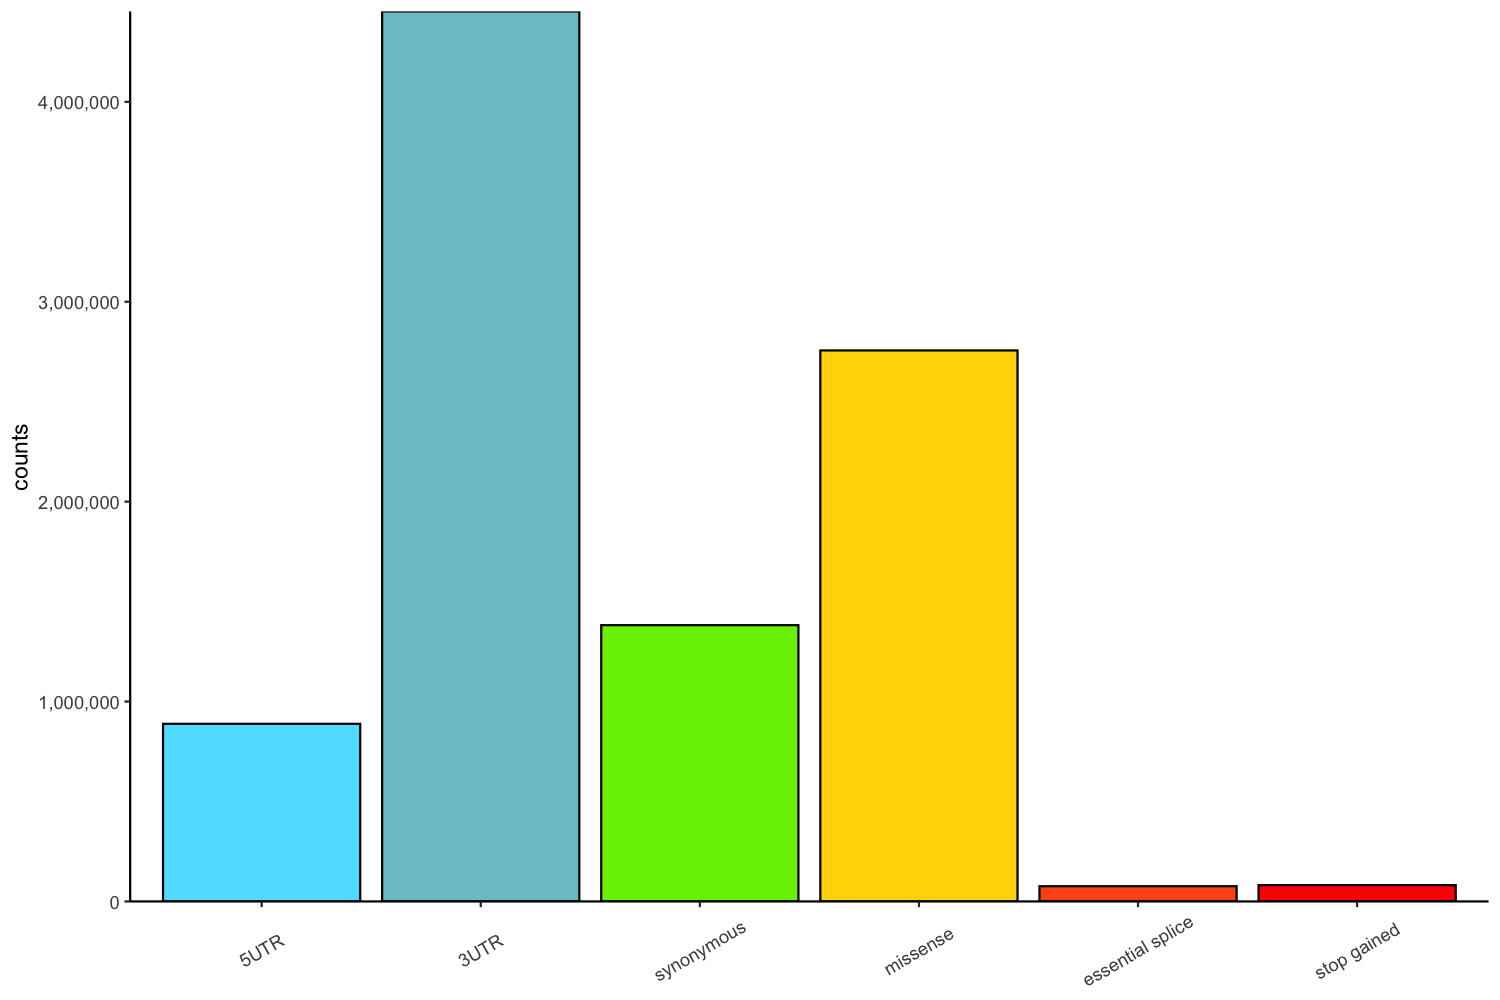 counts
4,000,000
3,000,000
2,000,000
1,000,000
0
5UTR
3UTR
synonymous
missense
essential splice
stop gained